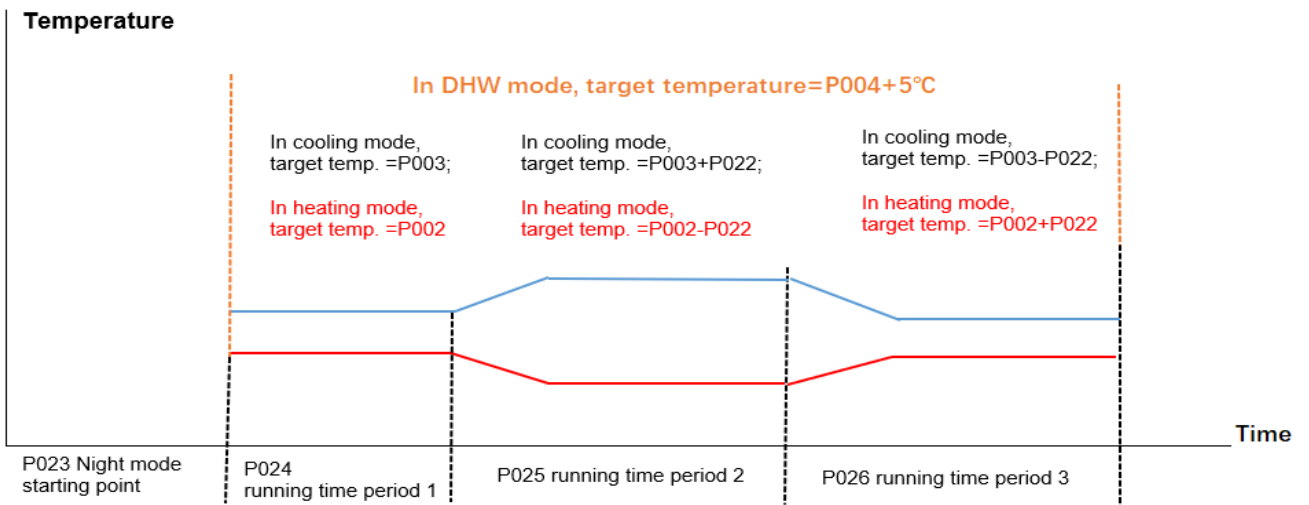 Temperature
In DHW mode, target temperature=P004+5℃
In cooling mode,
target temp. =P003;
In heating mode,
target temp. =P002
In cooling mode,
target temp. =P003+P022;
In heating mode,
target temp. =P002-P022
In cooling mode,
target temp. =P003-P022;
In heating mode,
target temp. =P002+P022
Time
P023 Night mode
starting point
P024
running time period 1
P025 running time period 2
P026 running time period 3